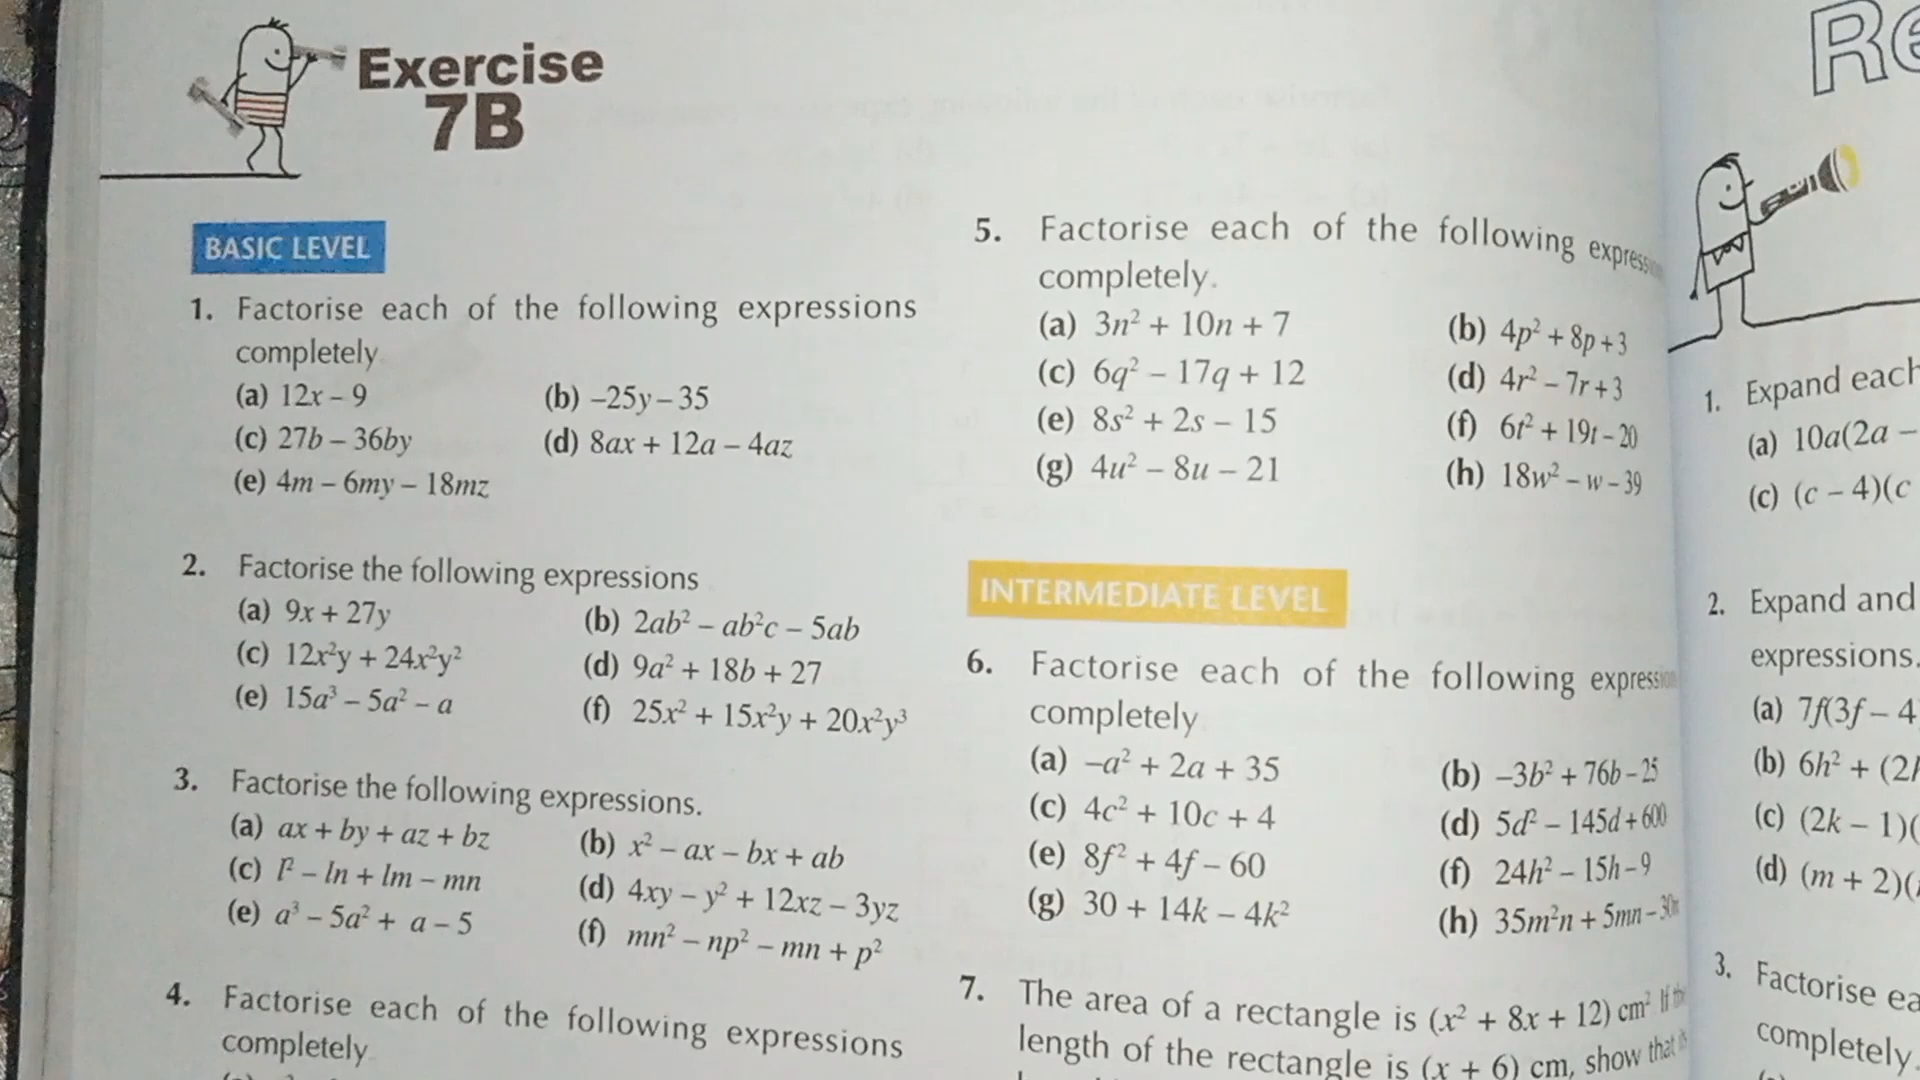 Exercise
7B
BASIC LEVEL
1. Factorise each of the following expressions
completely.
(a) 12x – 9 (b) –25y – 35
(c) 27b – 36by (d) 8ax + 12a – 4az
(e) 4m – 6my – 18mz
2. Factorise the following expressions
(a) 9x + 27y (b) 2ab² – ab²c – 5ab
(c) 12x²y + 24x²y² (d) 9a² + 18b + 27
(e) 15a³ – 5a² – a (f) 25x² + 15x²y + 20x²y³
3. Factorise the following expressions.
(a) ax + by + az + bz (b) x² – ax – bx + ab
(c) l² – ln + lm – mn (d) 4xy – y² + 12xz – 3yz
(e) a³ – 5a² + a – 5 (f) mn² – np² – mn + p²
4. Factorise each of the following expressions
completely
5. Factorise each of the following
completely.
(a) 3n² + 10n + 7 (b) 4p² + 8p + 3
(c) 6q² – 17q + 12 (d) 4r² – 7r + 3
(e) 8s² + 2s – 15 (f) 6t² + 19t – 20
(g) 4u² – 8u – 21 (h) 18w² – w – 39
INTERMEDIATE LEVEL
6. Factorise each of the following
completely
(a) –a² + 2a + 35 (b) –3b² + 76b – 25
(c) 4c² + 10c + 4 (d) 5d² – 145d + 600
(e) 8f² + 4f – 60 (f) 24h² – 15h – 9
(g) 30 + 14k – 4k² (h) 35m²n + 5mn –
7. The area of a rectangle is (x² + 8x + 12) cm² If
length of the rectangle is (x + 6) cm, show that
Re
1. Expand each
(a) 10a(2a –
(c) (c – 4)(c
2. Expand and
expressions.
(a) 7f(3f – 4
(b) 6h² + (2h
(c) (2k – 1)(
(d) (m + 2)(
3. Factorise ea
completely.